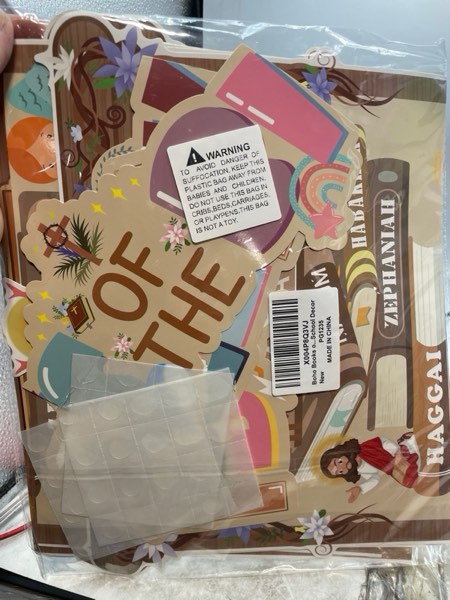 WARNING
TO AVOID DANGER OF
SUFFOCATION, KEEP THIS
PLASTIC BAG AWAY FROM
BABIES AND CHILDREN.
DO NOT USE THIS BAG IN
CRIBS,BEDS,CARRIAGES
OR PLAYPENS.THIS BAG
IS NOT A TOY.
OF
THE
X004P8Q3VJ
Boho Books o...School Decor
PG1235
New MADE IN CHINA
ZEPHANIAH
HAGGAI